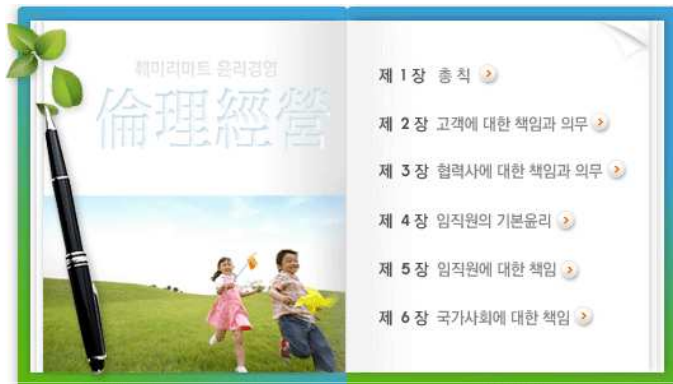 훼미리마트 윤리경영
倫理經營
제 1 장 총 칙
제 2 장 고객에 대한 책임과 의무
제 3 장 협력사에 대한 책임과 의무
제 4 장 임직원의 기본윤리
제 5 장 임직원에 대한 책임
제 6 장 국가사회에 대한 책임